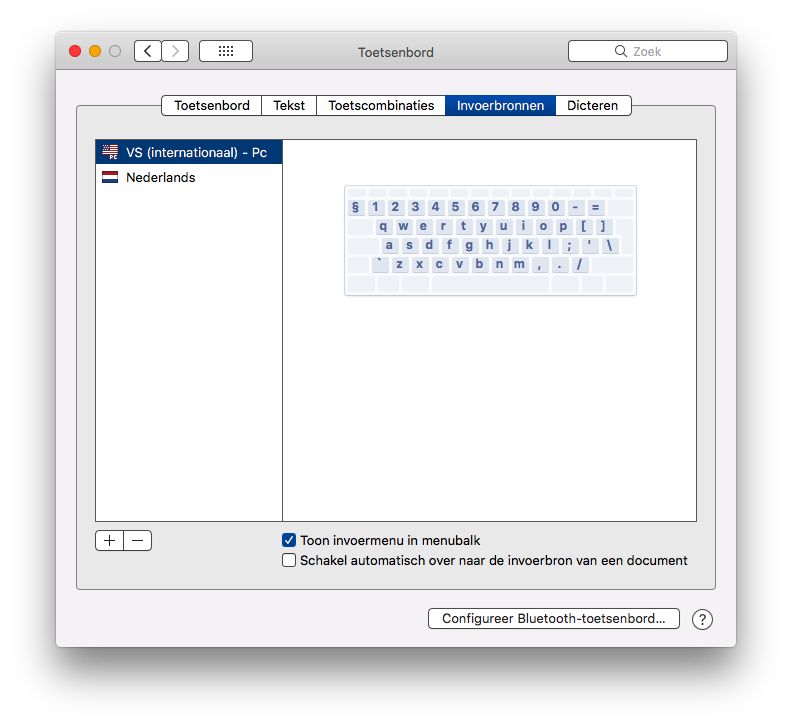 Toetsenbord
Zoek
Toetsenbord Tekst Toetscombinaties Invoerbronnen Dicteren
PC VS (internationaal) - Pc
Nederlands
§ 1 2 3 4 5 6 7 8 9 0 - =
q w e r t y u i o p [ ]
a s d f g h j k l ; ' \
` z x c v b n m , . /
+ −
Toon invoermenu in menubalk
Schakel automatisch over naar de invoerbron van een document
Configureer Bluetooth-toetsenbord... ?